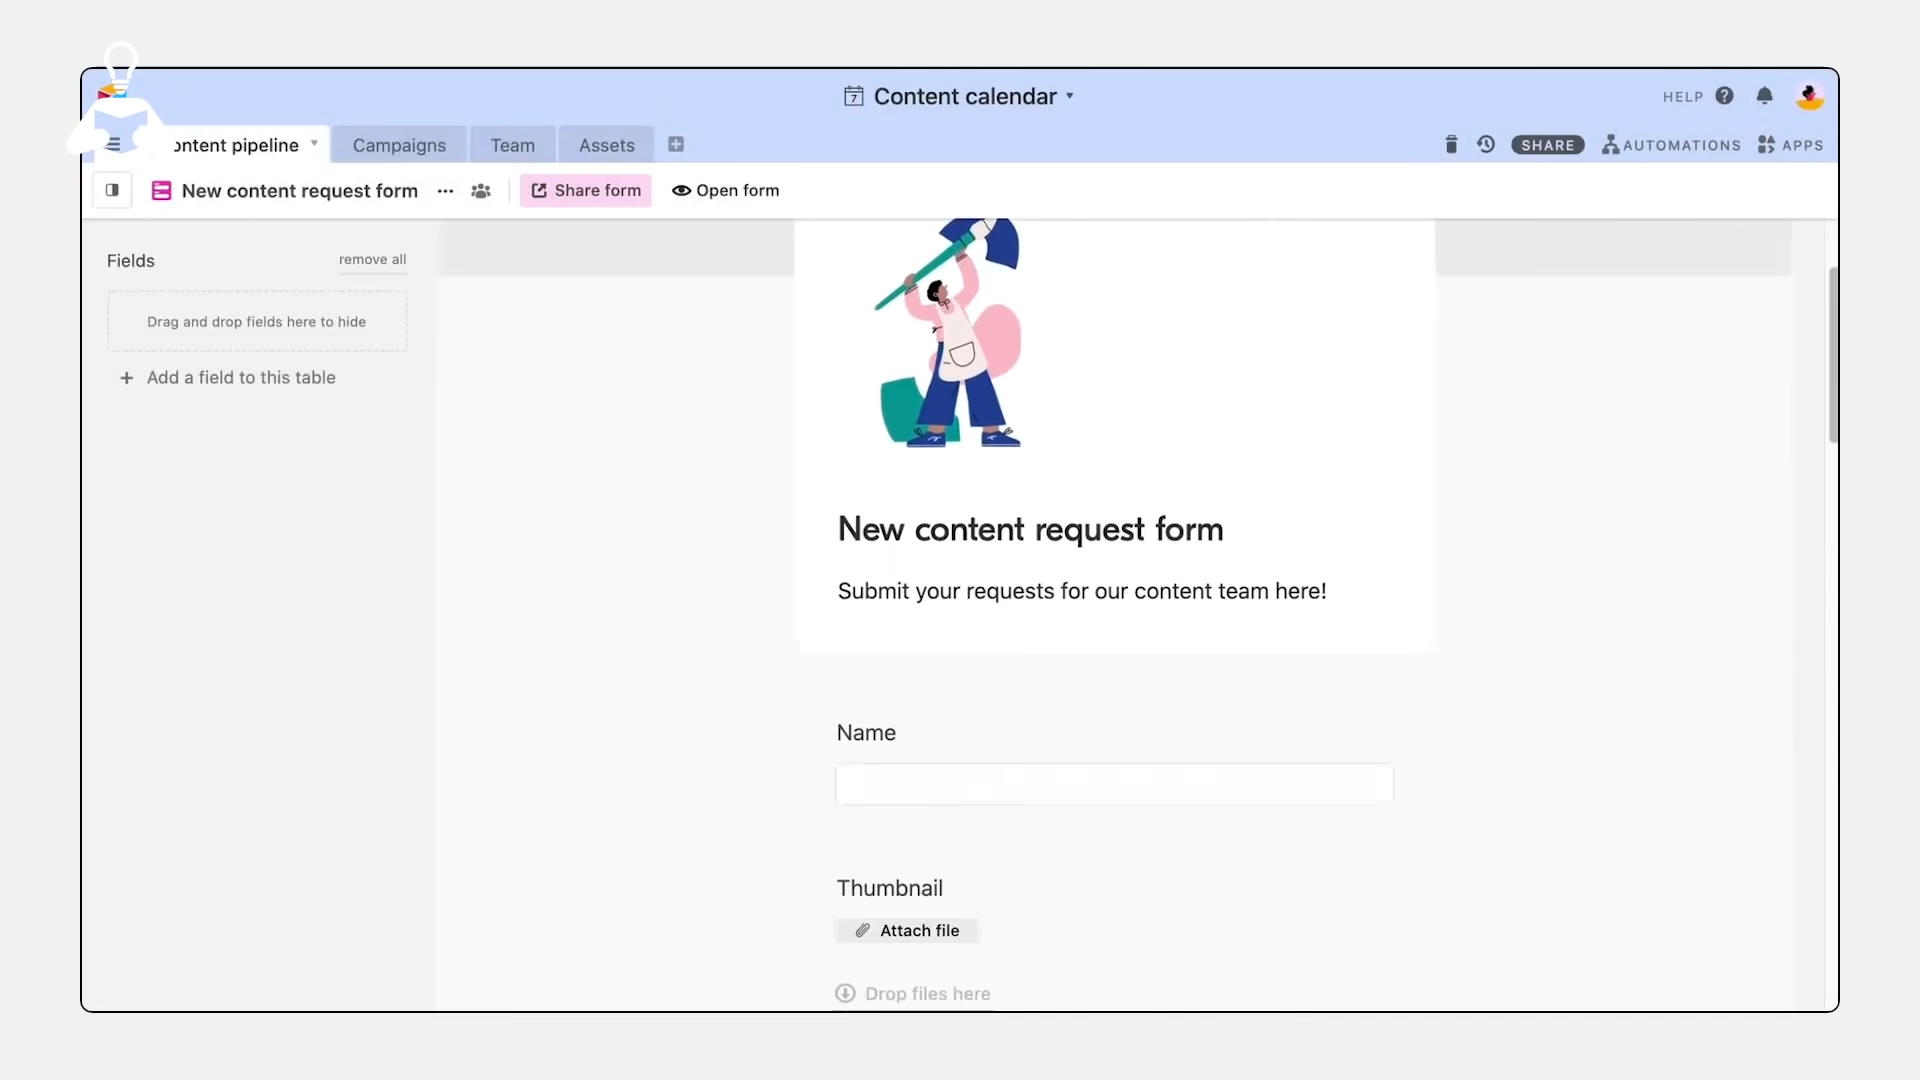 Content calendar
HELP
ontent pipeline
Campaigns
Team
Assets
SHARE
AUTOMATIONS
APPS
New content request form
Share form
Open form
Fields
remove all
Drag and drop fields here to hide
+ Add a field to this table
New content request form
Submit your requests for our content team here!
Name
Thumbnail
Attach file
Drop files here